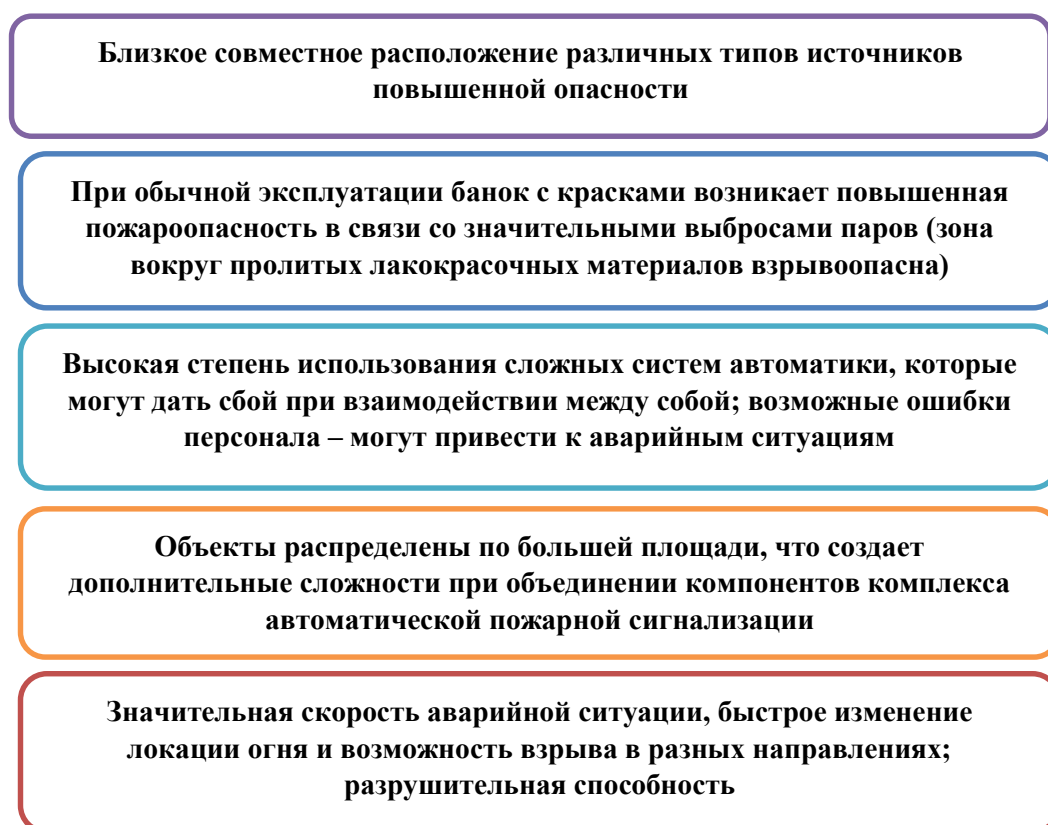 Близкое совместное расположение различных типов источников
повышенной опасности
При обычной эксплуатации банок с красками возникает повышенная
пожароопасность в связи со значительными выбросами паров (зона
вокруг пролитых лакокрасочных материалов взрывоопасна)
Высокая степень использования сложных систем автоматики, которые
могут дать сбой при взаимодействии между собой; возможные ошибки
персонала – могут привести к аварийным ситуациям
Объекты распределены по большей площади, что создает
дополнительные сложности при объединении компонентов комплекса
автоматической пожарной сигнализации
Значительная скорость аварийной ситуации, быстрое изменение
локации огня и возможность взрыва в разных направлениях;
разрушительная способность